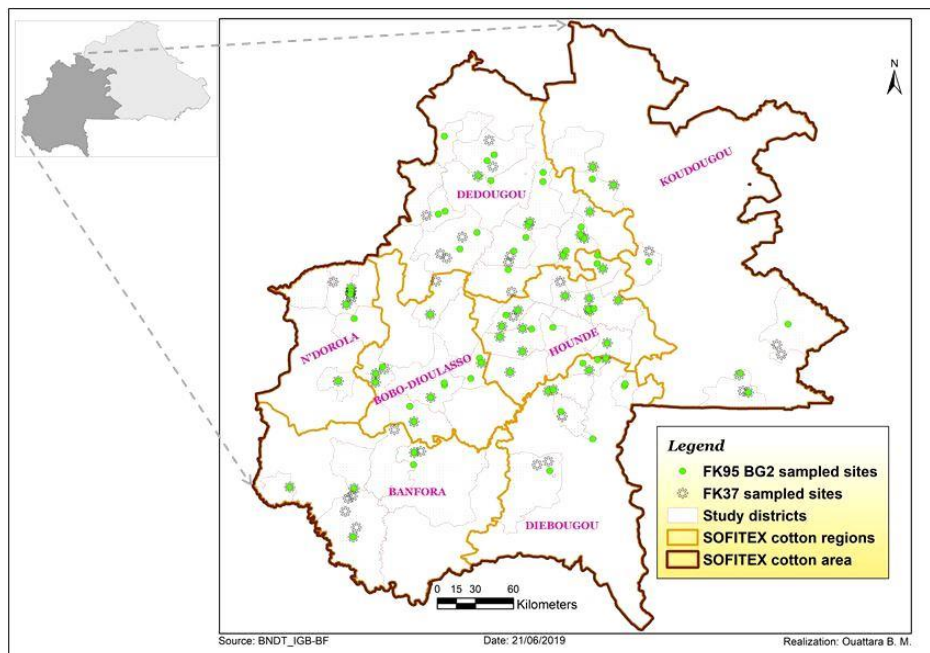 N
KOUDOUGOU
DEDOUGOU
N'DOROLA
HOUNDE
BOBO-DIOULASSO
BANFORA
DIEBOUGOU
Legend
FK95 BG2 sampled sites
FK37 sampled sites
Study districts
SOFITEX cotton regions
SOFITEX cotton area
0 15 30 60
Kilometers
Source: BNDT_IGB-BF Date: 21/06/2019 Realization: Ouattara B. M.